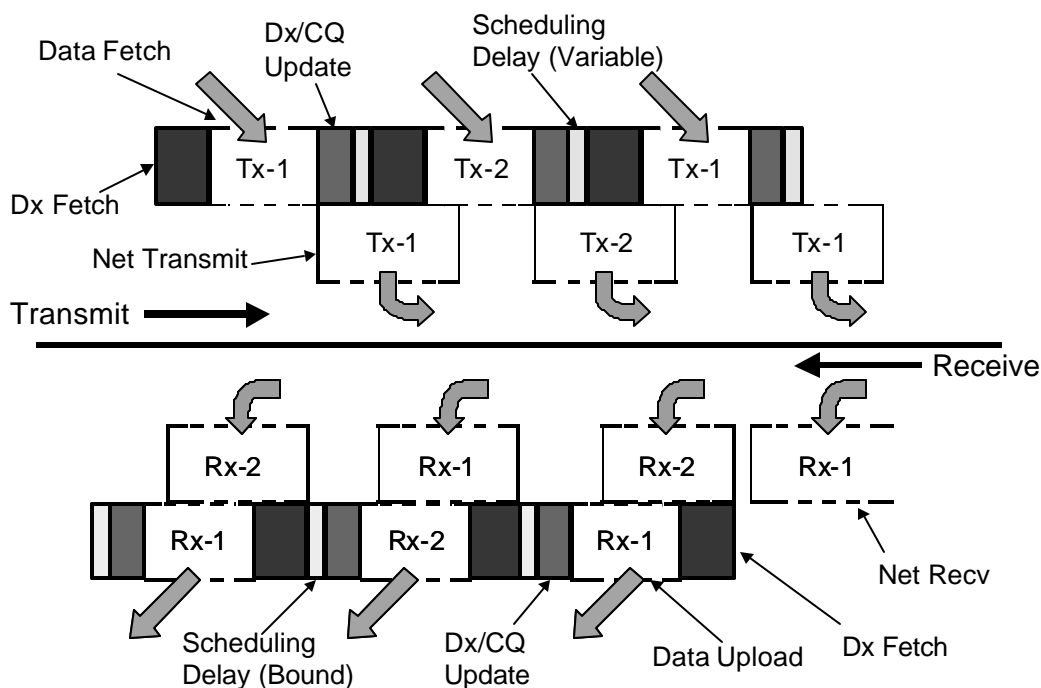 Data Fetch
Dx/CQ
Update
Scheduling
Delay (Variable)
Tx-1
Tx-2
Tx-1
Dx Fetch
Net Transmit
Tx-1
Tx-2
Tx-1
Transmit
Receive
Rx-2
Rx-1
Rx-2
Rx-1
Rx-1
Rx-2
Rx-1
Net Recv
Scheduling
Delay (Bound)
Dx/CQ
Update
Data Upload
Dx Fetch